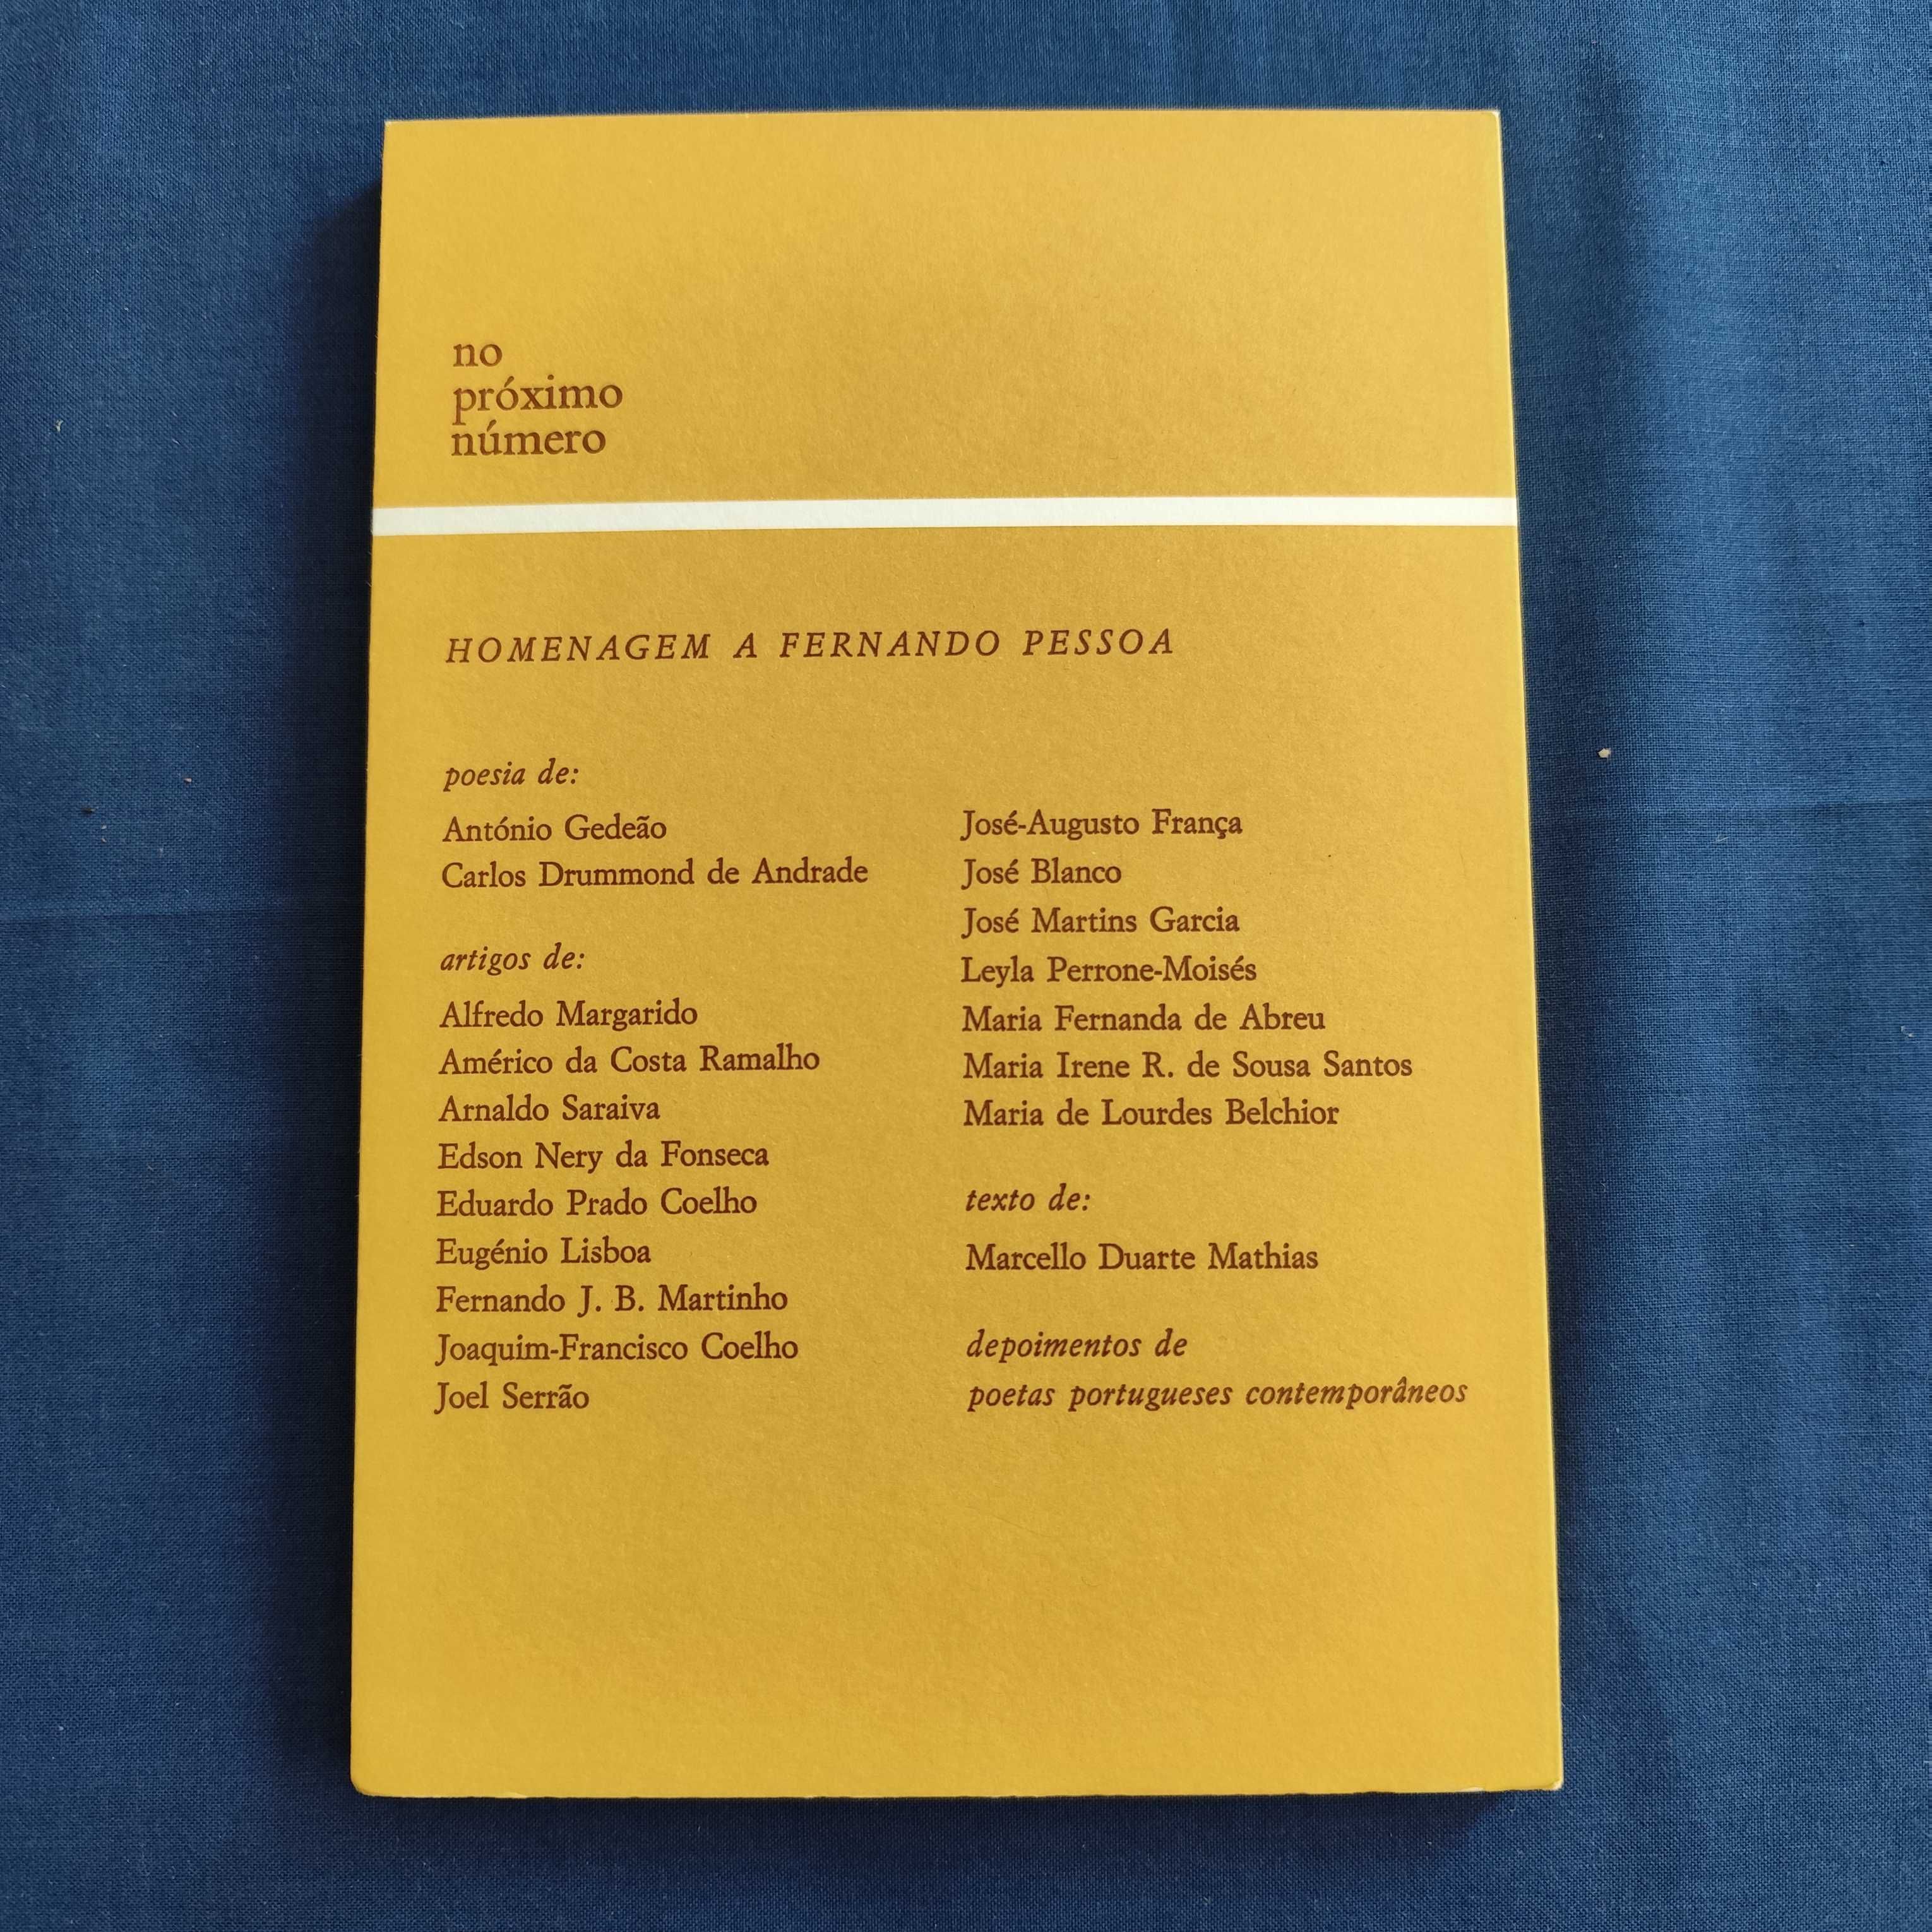 no
próximo
número
HOMENAGEM A FERNANDO PESSOA
poesia de:
António Gedeão
Carlos Drummond de Andrade
artigos de:
Alfredo Margarido
Américo da Costa Ramalho
Arnaldo Saraiva
Edson Nery da Fonseca
Eduardo Prado Coelho
Eugénio Lisboa
Fernando J. B. Martinho
Joaquim-Francisco Coelho
Joel Serrão
José-Augusto França
José Blanco
José Martins Garcia
Leyla Perrone-Moisés
Maria Fernanda de Abreu
Maria Irene R. de Sousa Santos
Maria de Lourdes Belchior
texto de:
Marcello Duarte Mathias
depoimentos de
poetas portugueses contemporâneos